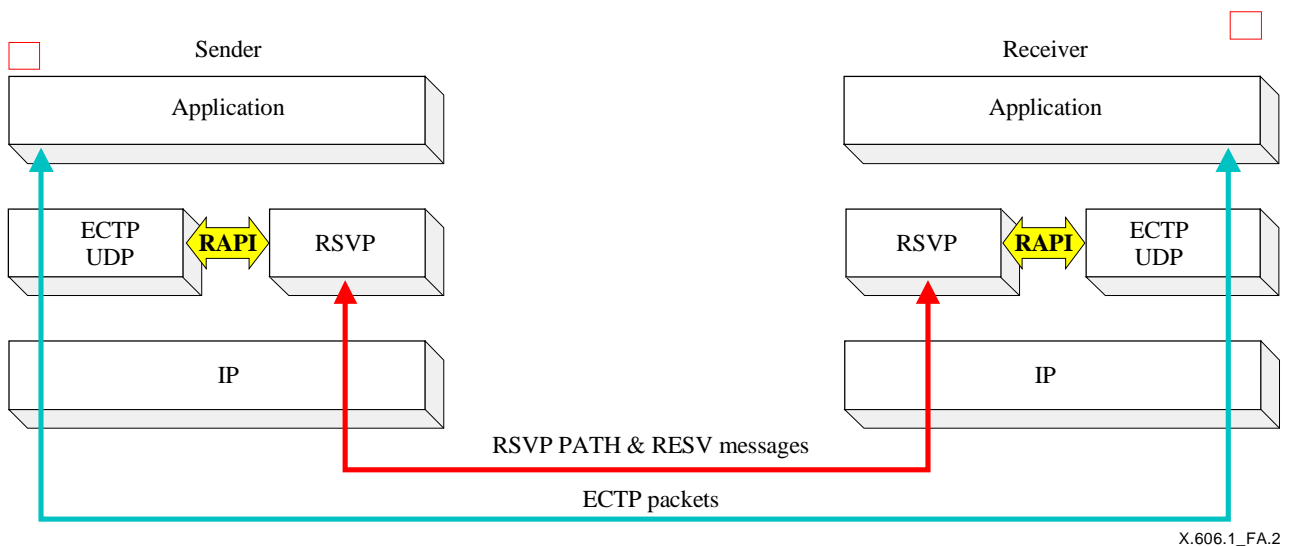 Sender
Receiver
Application
Application
ECTP
UDP
RAPI
RSVP
RSVP
RAPI
ECTP
UDP
IP
IP
RSVP PATH & RESV messages
ECTP packets
X.606.1_FA.2